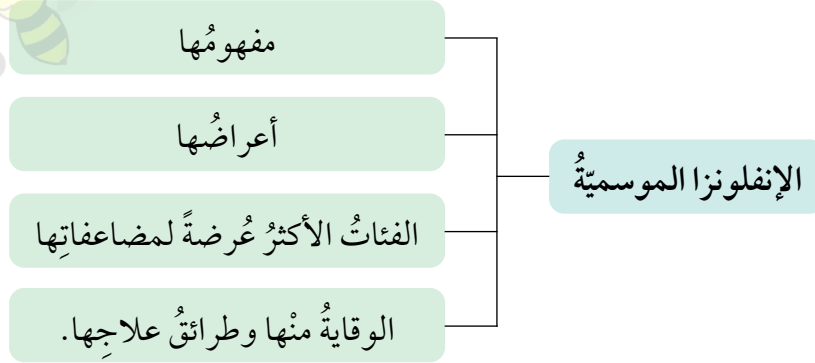 الإنفلونزا الموسميّةُ
مفهومُها
أعراضُها
الفئاتُ الأكثرُ عُرضةً لمضاعفاتِها
الوقايةُ منْها وطرائقُ علاجِها.